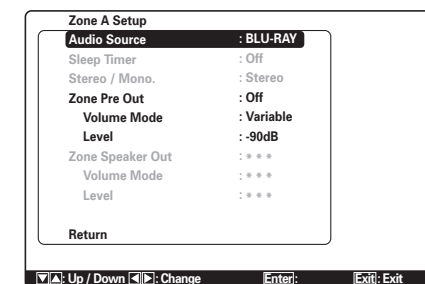 Zone A Setup
Audio Source : BLU-RAY
Sleep Timer : Off
Stereo / Mono. : Stereo
Zone Pre Out : Off
Volume Mode : Variable
Level : -90dB
Zone Speaker Out : * * *
Volume Mode : * * *
Level : * * *
Return
▼▲: Up / Down ◀▶: Change Enter: Exit: Exit